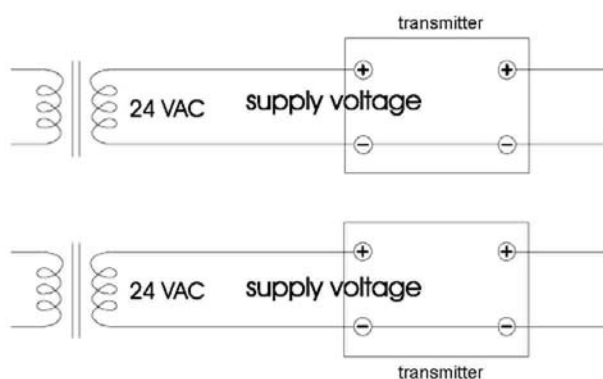 transmitter
24 VAC supply voltage
+ +
− −
24 VAC supply voltage
+ +
− −
transmitter